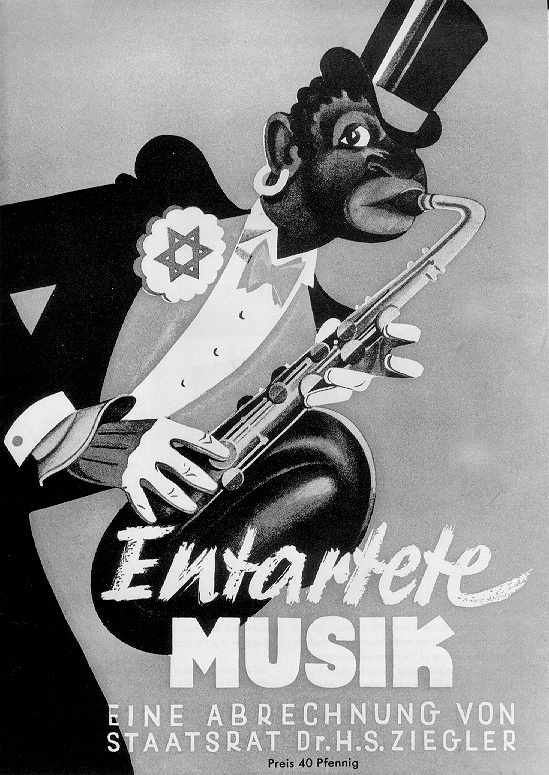 Entartete
MUSIK
EINE ABRECHNUNG VON
STAATSRAT Dr. H.S. ZIEGLER
Preis 40 Pfennig